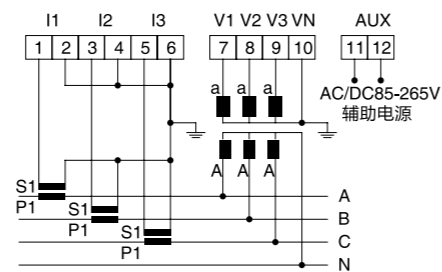 I1 I2 I3 V1 V2 V3 VN AUX
1 2 3 4 5 6 7 8 9 10 11 12
a a a
AC/DC85-265V
辅助电源
A A A
S1
P1 A
S1
P1 B
S1
P1 C
N